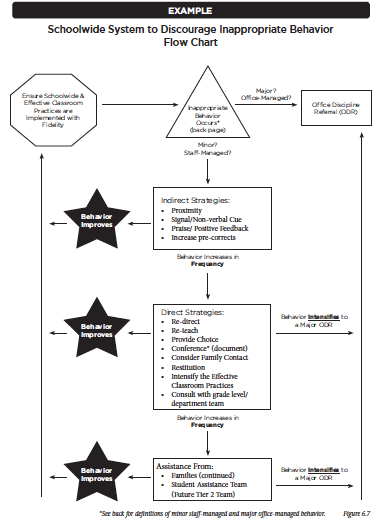 EXAMPLE
Schoolwide System to Discourage Inappropriate Behavior
Flow Chart
Ensure Schoolwide &
Effective Classroom
Practices are
Implemented with
Fidelity
Inappropriate
Behavior
Occurs*
(back page)
Major?
Office-Managed?
Office Discipline
Referral (ODR)
Minor?
Staff-Managed?
Behavior
Improves
Indirect Strategies:
• Proximity
• Signal/Non-verbal Cue
• Praise/ Positive Feedback
• Increase pre-corrects
Behavior Increases in
Frequency
Behavior
Improves
Direct Strategies:
• Re-direct
• Re-teach
• Provide Choice
• Conference* (document)
• Consider Family Contact
• Restitution
• Intensify the Effective
Classroom Practices
• Consult with grade level/
department team
Behavior Intensifies to
a Major ODR
Behavior Increases in
Frequency
Behavior
Improves
Assistance From:
• Families (continued)
• Student Assistance Team
(Future Tier 2 Team)
Behavior Intensifies to
a Major ODR
*See back for definitions of minor staff-managed and major office-managed behavior.
Figure 6.7